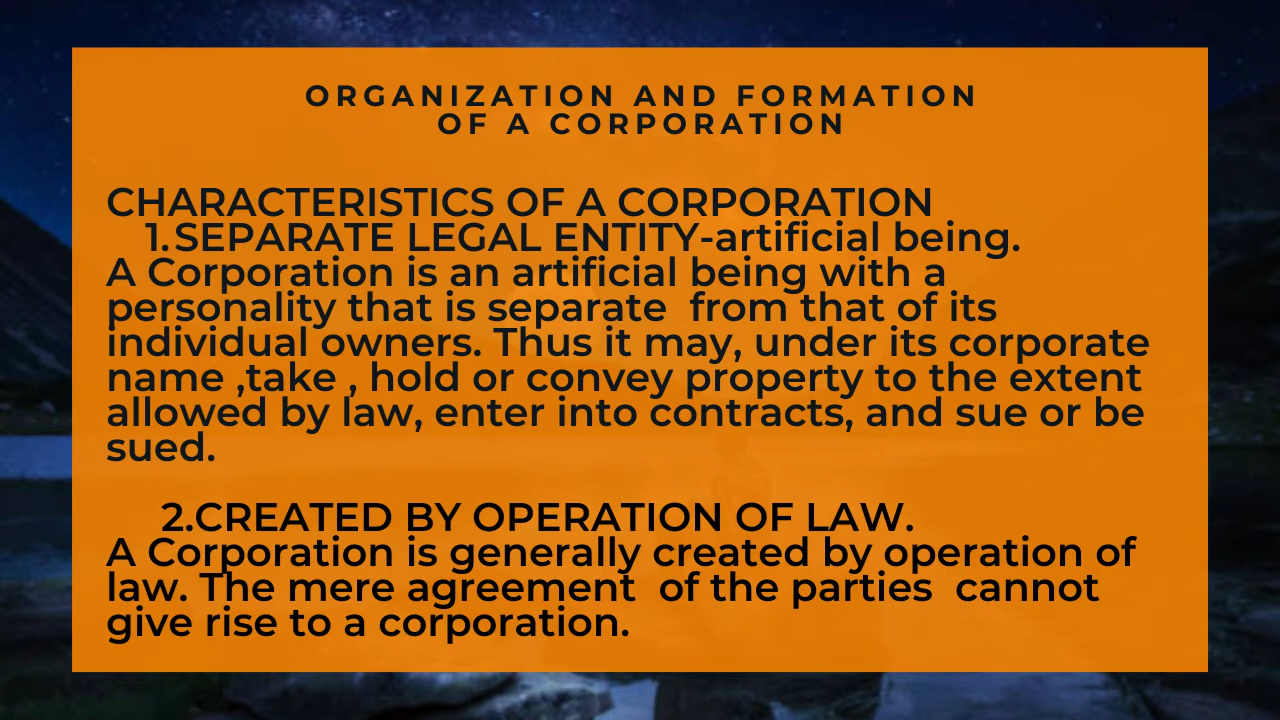 ORGANIZATION AND FORMATION
OF A CORPORATION
CHARACTERISTICS OF A CORPORATION
1.SEPARATE LEGAL ENTITY-artificial being.
A Corporation is an artificial being with a
personality that is separate  from that of its
individual owners. Thus it may, under its corporate
name ,take , hold or convey property to the extent
allowed by law, enter into contracts, and sue or be
sued.
2.CREATED BY OPERATION OF LAW.
A Corporation is generally created by operation of
law. The mere agreement  of the parties  cannot
give rise to a corporation.